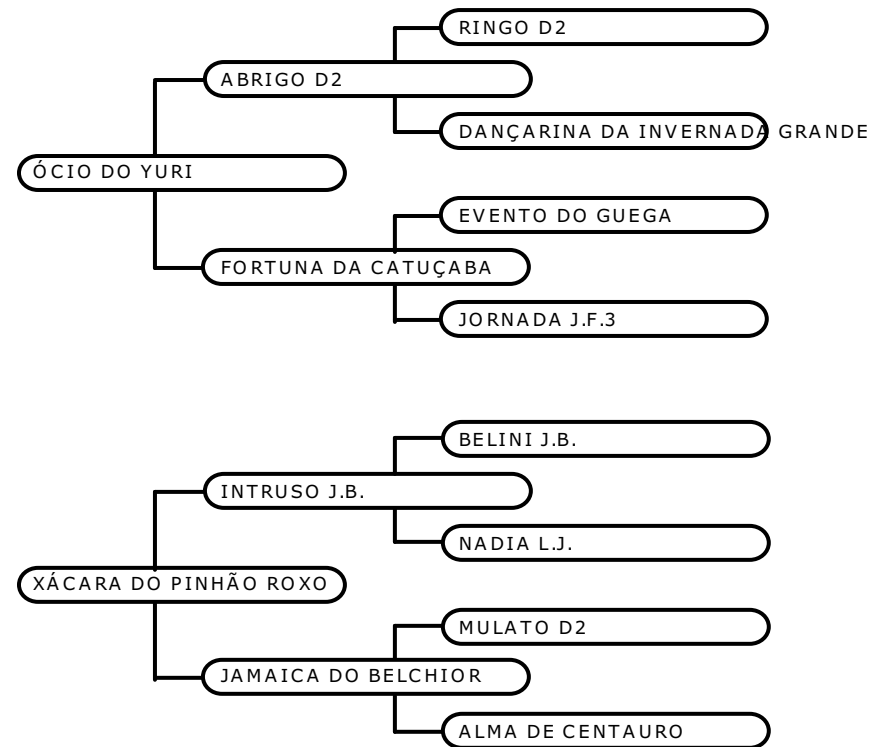 RINGO D2
ABRIGO D2
DANÇARINA DA INVERNADA GRANDE
ÓCIO DO YURI
EVENTO DO GUEGA
FORTUNA DA CATUÇABA
JORNADA J.F.3
BELINI J.B.
INTRUSO J.B.
NADIA L.J.
XÁCARA DO PINHÃO ROXO
MULATO D2
JAMAICA DO BELCHIOR
ALMA DE CENTAURO